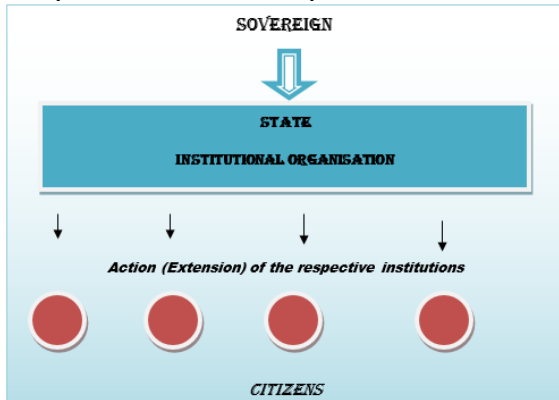 SOVEREIGN
STATE
INSTITUTIONAL ORGANISATION
Action (Extension) of the respective institutions
CITIZENS